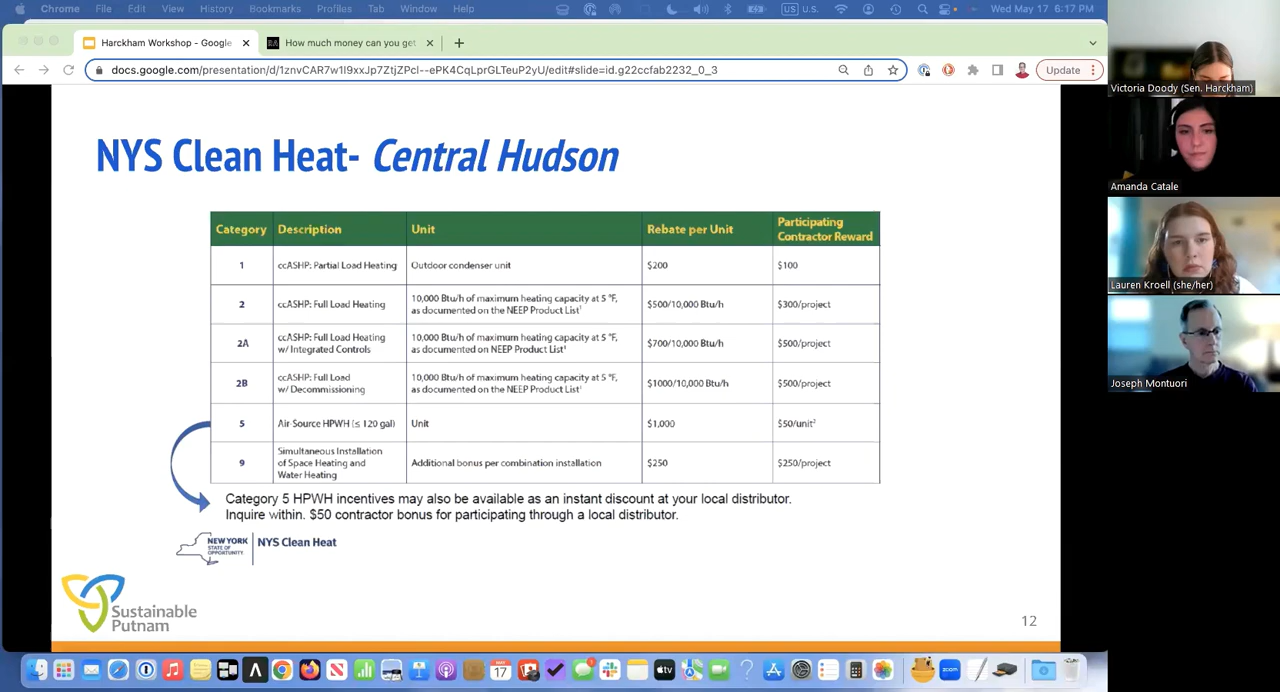 Chrome File Edit View History Bookmarks Profiles Tab Window Help US U.S. Wed May 17 6:17 PM
Harckham Workshop - Google
How much money can you get
docs.google.com/presentation/d/1znvCAR7w1I9xxJp7ZtjZPcl--ePK4CqLprGLTeuP2yU/edit#slide=id.g22ccfab2232_0_3
Update
NYS Clean Heat- Central Hudson
Category Description Unit Rebate per Unit Participating Contractor Reward
1 ccASHP: Partial Load Heating Outdoor condenser unit $200 $100
2 ccASHP: Full Load Heating 10,000 Btu/h of maximum heating capacity at 5 °F, as documented on the NEEP Product List¹ $500/10,000 Btu/h $300/project
2A ccASHP: Full Load Heating w/ Integrated Controls 10,000 Btu/h of maximum heating capacity at 5 °F, as documented on NEEP Product List¹ $700/10,000 Btu/h $500/project
2B ccASHP: Full Load w/ Decommissioning 10,000 Btu/h of maximum heating capacity at 5 °F, as documented on the NEEP Product List¹ $1000/10,000 Btu/h $500/project
5 Air-Source HPWH (≤ 120 gal) Unit $1,000 $50/unit²
9 Simultaneous Installation of Space Heating and Water Heating Additional bonus per combination installation $250 $250/project
Category 5 HPWH incentives may also be available as an instant discount at your local distributor.
Inquire within. $50 contractor bonus for participating through a local distributor.
NEW YORK
STATE OF
OPPORTUNITY.
NYS Clean Heat
Sustainable
Putnam
12
Victoria Doody (Sen. Harckham)
Amanda Catale
Lauren Kroell (she/her)
Joseph Montuori
MAY
17
tv
zoom